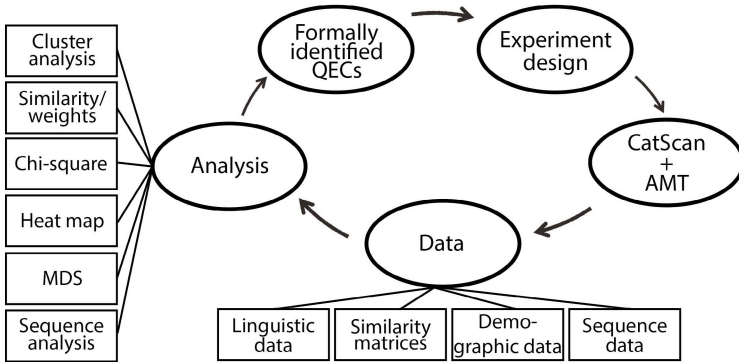 Cluster
analysis
Similarity/
weights
Chi-square
Heat map
MDS
Sequence
analysis
Analysis
Formally
identified
QECs
Experiment
design
CatScan
+
AMT
Data
Linguistic
data
Similarity
matrices
Demo-
graphic data
Sequence
data